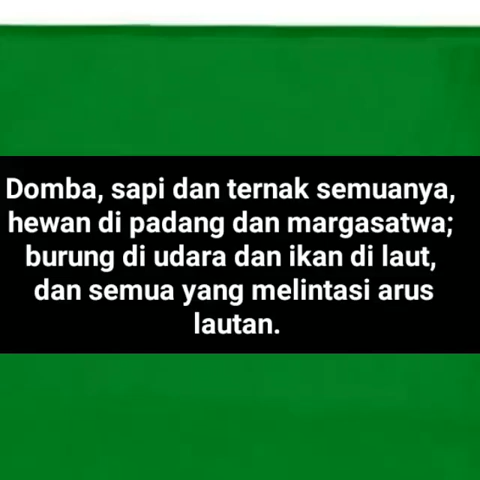 Domba, sapi dan ternak semuanya,
hewan di padang dan margasatwa;
burung di udara dan ikan di laut,
dan semua yang melintasi arus
lautan.